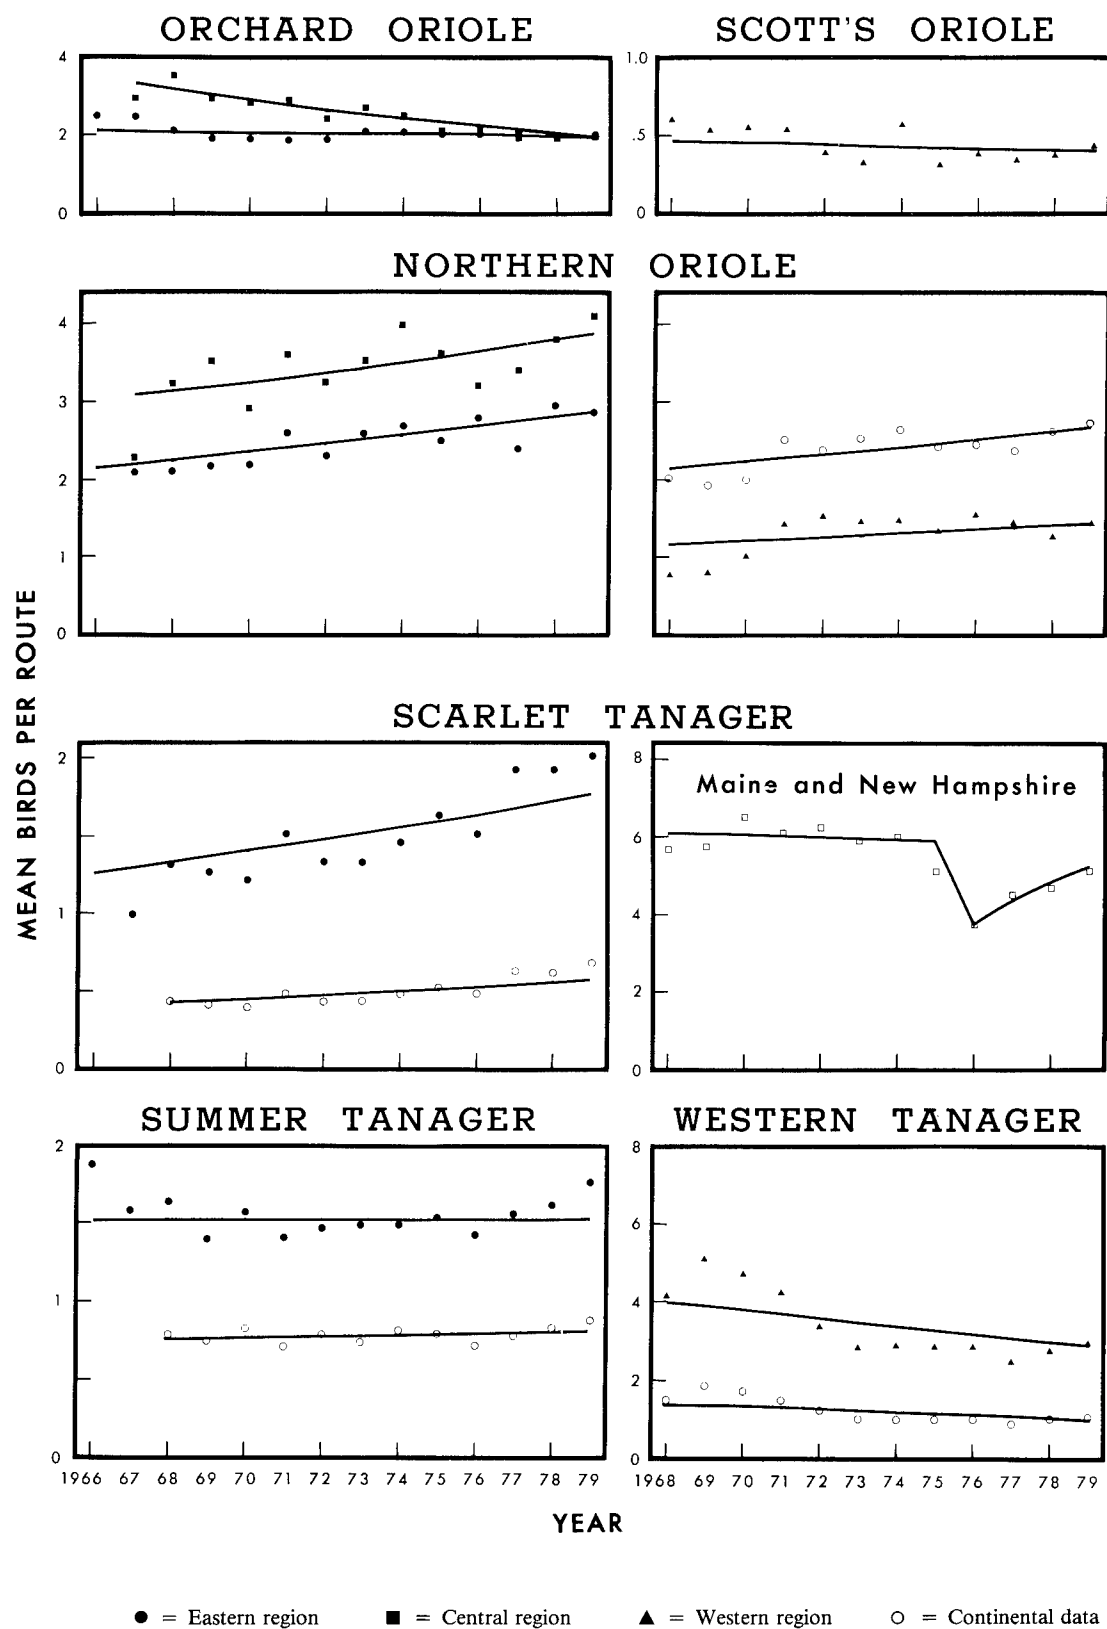 ORCHARD ORIOLE
SCOTT'S ORIOLE
4
2
0
1.0
.5
0
NORTHERN ORIOLE
4
3
2
1
0
MEAN BIRDS PER ROUTE
SCARLET TANAGER
2
1
0
8
6
4
2
0
Maine and New Hampshire
SUMMER TANAGER
WESTERN TANAGER
2
1
0
8
6
4
2
0
1966 67 68 69 70 71 72 73 74 75 76 77 78 79
1968 69 70 71 72 73 74 75 76 77 78 79
YEAR
● = Eastern region ■ = Central region ▲ = Western region ○ = Continental data